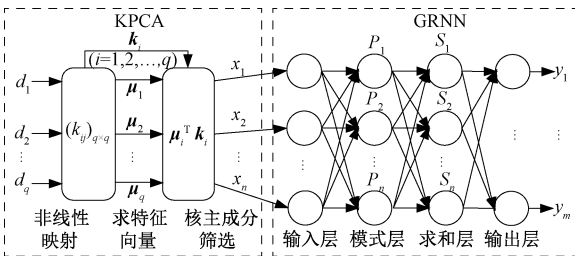 KPCA
GRNN
k_i
(i=1,2,…,q)
d_1
d_2
⋮
d_q
(k_ij)_q×q
μ_1
μ_2
⋮
μ_q
μ_i^T k_i
x_1
x_2
⋮
x_n
P_1
P_2
⋮
P_n
S_1
S_2
⋮
S_n
y_1
⋮
y_m
非线性
映射
求特征
向量
核主成分
筛选
输入层
模式层
求和层
输出层